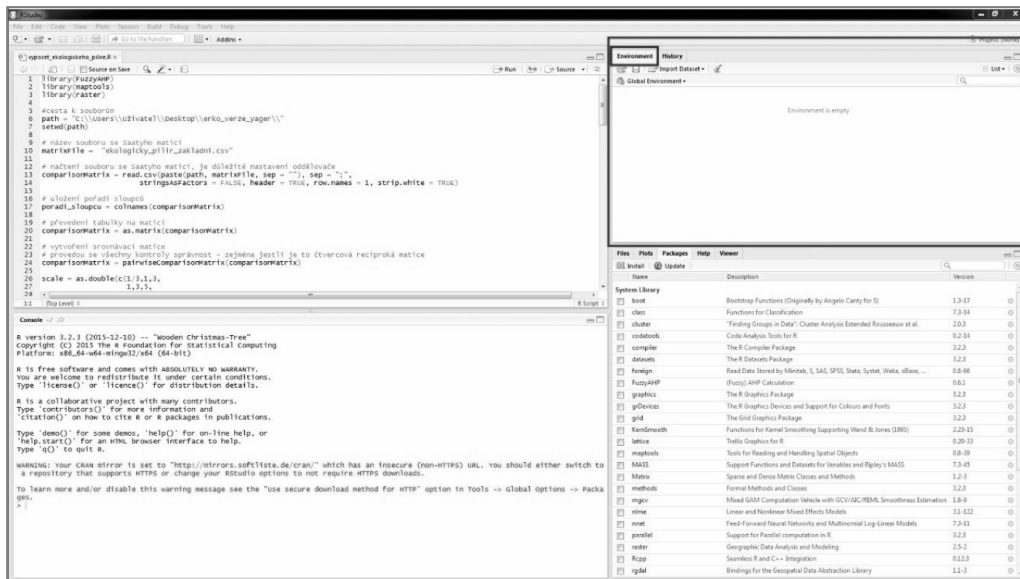 RStudio
File Edit Code View Plots Session Build Debug Tools Help
Go to file/function Addins
Project: (None)
vypocet_ekologickeho_pilire.R
Source on Save Run Source
1 library(FuzzyAHP)
2 library(maptools)
3 library(raster)
4
5 #cesta k souborům
6 path = "C:\\Users\\Uživatel\\Desktop\\erko_verze_yager\\"
7 setwd(path)
8
9 # název souboru se Saatyho maticí
10 matrixFile = "ekologicky_pilir_zakladni.csv"
11
12 # načtení souboru se Saatyho maticí, je důležité nastavení oddělovače
13 comparisonMatrix = read.csv(paste(path, matrixFile, sep = ""), sep = ";",
14 stringsAsFactors = FALSE, header = TRUE, row.names = 1, strip.white = TRUE)
15
16 # uložení pořadí sloupců
17 poradi_sloupcu = colnames(comparisonMatrix)
18
19 # převedení tabulky na matici
20 comparisonMatrix = as.matrix(comparisonMatrix)
21
22 # vytvoření srovnávací matice
23 # provedou se všechny kontroly správnost - zejména jestli je to čtvercová reciproká matice
24 comparisonMatrix = pairwiseComparisonMatrix(comparisonMatrix)
25
26 scale = as.double(c(1/3,1,3,
27 1,3,5,
28
1:1 (Top Level) R Script
Console ~/
R version 3.2.3 (2015-12-10) -- "Wooden Christmas-Tree"
Copyright (C) 2015 The R Foundation for Statistical Computing
Platform: x86_64-w64-mingw32/x64 (64-bit)
R is free software and comes with ABSOLUTELY NO WARRANTY.
You are welcome to redistribute it under certain conditions.
Type 'license()' or 'licence()' for distribution details.
R is a collaborative project with many contributors.
Type 'contributors()' for more information and
'citation()' on how to cite R or R packages in publications.
Type 'demo()' for some demos, 'help()' for on-line help, or
'help.start()' for an HTML browser interface to help.
Type 'q()' to quit R.
WARNING: Your CRAN mirror is set to "http://mirrors.softliste.de/cran/" which has an insecure (non-HTTPS) URL. You should either switch to
a repository that supports HTTPS or change your RStudio options to not require HTTPS downloads.
To learn more and/or disable this warning message see the "Use secure download method for HTTP" option in Tools -> Global Options -> Packa
ges.
>
Environment History
Import Dataset List
Global Environment
Environment is empty
Files Plots Packages Help Viewer
Install Update
Name Description Version
System Library
boot Bootstrap Functions (Originally by Angelo Canty for S) 1.3-17
class Functions for Classification 7.3-14
cluster "Finding Groups in Data": Cluster Analysis Extended Rousseeuw et al. 2.0.3
codetools Code Analysis Tools for R 0.2-14
compiler The R Compiler Package 3.2.3
datasets The R Datasets Package 3.2.3
foreign Read Data Stored by Minitab, S, SAS, SPSS, Stata, Systat, Weka, dBase, ... 0.8-66
FuzzyAHP (Fuzzy) AHP Calculation 0.6.1
graphics The R Graphics Package 3.2.3
grDevices The R Graphics Devices and Support for Colours and Fonts 3.2.3
grid The Grid Graphics Package 3.2.3
KernSmooth Functions for Kernel Smoothing Supporting Wand & Jones (1995) 2.23-15
lattice Trellis Graphics for R 0.20-33
maptools Tools for Reading and Handling Spatial Objects 0.8-39
MASS Support Functions and Datasets for Venables and Ripley's MASS 7.3-45
Matrix Sparse and Dense Matrix Classes and Methods 1.2-3
methods Formal Methods and Classes 3.2.3
mgcv Mixed GAM Computation Vehicle with GCV/AIC/REML Smoothness Estimation 1.8-9
nlme Linear and Nonlinear Mixed Effects Models 3.1-122
nnet Feed-Forward Neural Networks and Multinomial Log-Linear Models 7.3-11
parallel Support for Parallel computation in R 3.2.3
raster Geographic Data Analysis and Modeling 2.5-2
Rcpp Seamless R and C++ Integration 0.12.3
rgdal Bindings for the Geospatial Data Abstraction Library 1.1-3